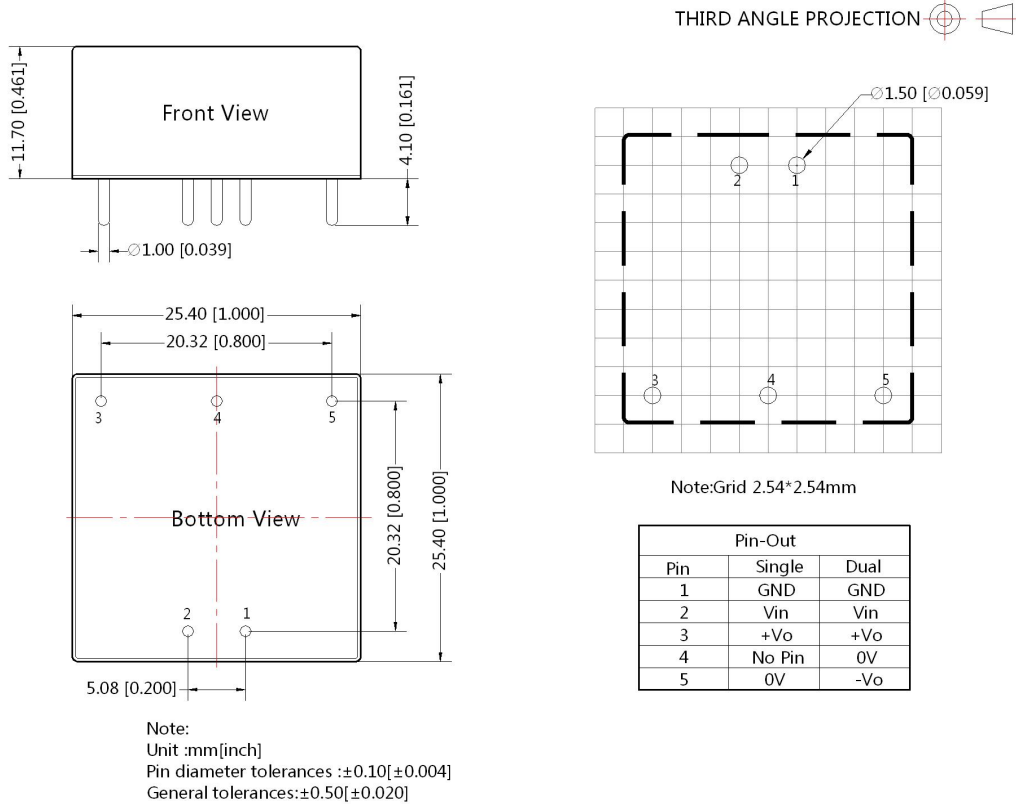 THIRD ANGLE PROJECTION
11.70 [0.461]
Front View
4.10 [0.161]
∅1.00 [0.039]
∅1.50 [∅0.059]
2 1
3 4 5
Note:Grid 2.54*2.54mm
25.40 [1.000]
20.32 [0.800]
3 4 5
Bottom View
20.32 [0.800]
25.40 [1.000]
2 1
5.08 [0.200]
Pin-Out
Pin Single Dual
1 GND GND
2 Vin Vin
3 +Vo +Vo
4 No Pin 0V
5 0V -Vo
Note:
Unit :mm[inch]
Pin diameter tolerances :±0.10[±0.004]
General tolerances:±0.50[±0.020]